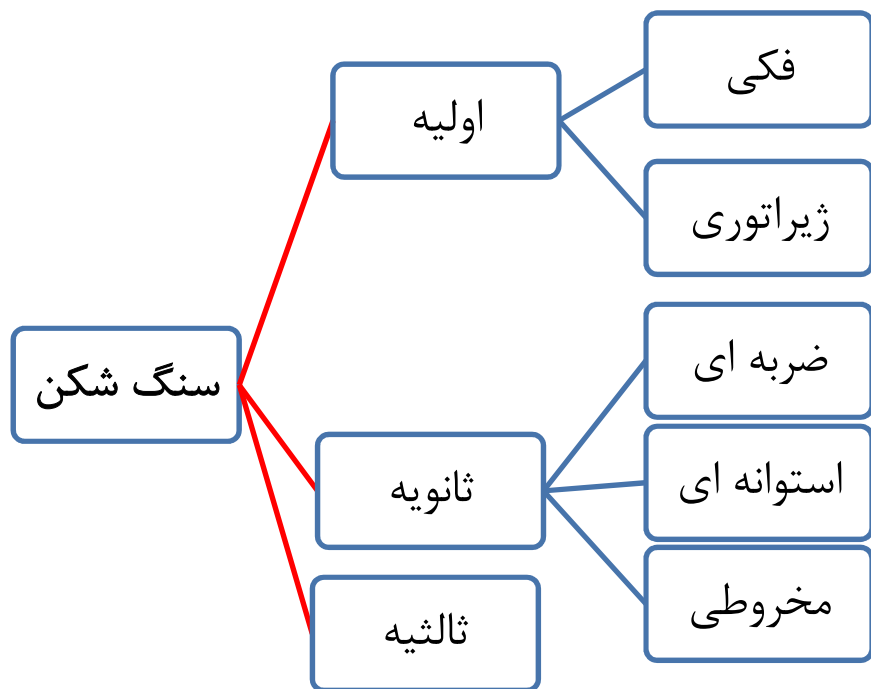 سنگ شکن
اولیه
فکی
ژیراتوری
ثانویه
ضربه ای
استوانه ای
مخروطی
ثالثیه